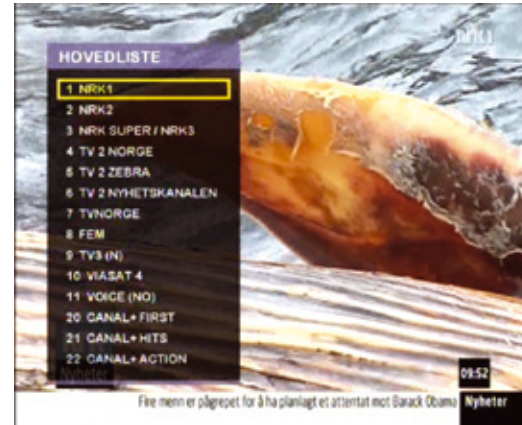 nrk1
HOVEDLISTE
1 NRK1
2 NRK2
3 NRK SUPER / NRK3
4 TV 2 NORGE
5 TV 2 ZEBRA
6 TV 2 NYHETSKANALEN
7 TVNORGE
8 FEM
9 TV3 (N)
10 VIASAT 4
11 VOICE (NO)
20 CANAL+ FIRST
21 CANAL+ HITS
22 CANAL+ ACTION
Nyheter
09:52
Fire menn er pågrepet for å ha planlagt et attentat mot Barack Obama Nyheter